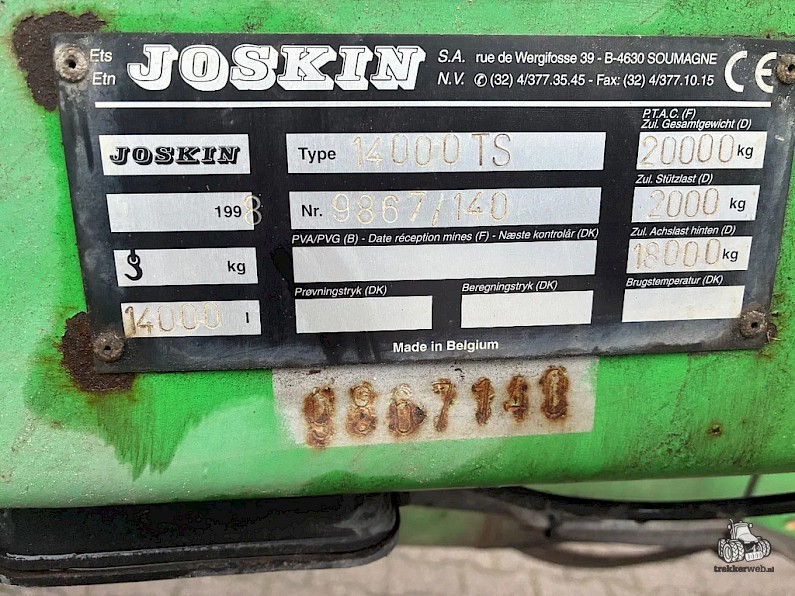 Ets JOSKIN S.A. rue de Wergifosse 39 - B-4630 SOUMAGNE
Etn N.V. ✆ (32) 4/377.35.45 - Fax: (32) 4/377.10.15 CE
P.T.A.C. (F)
Zul. Gesamtgewicht (D)
JOSKIN Type 14000TS 20000 kg
Zul. Stützlast (D)
1998 Nr. 9867/140 2000 kg
PVA/PVG (B) - Date réception mines (F) - Næste kontrolår (DK) Zul. Achslast hinten (D)
kg 18000 kg
Prøvningstryk (DK) Beregningstryk (DK) Brugstemperatur (DK)
14000 l
Made in Belgium
9867140
trekkerweb.nl